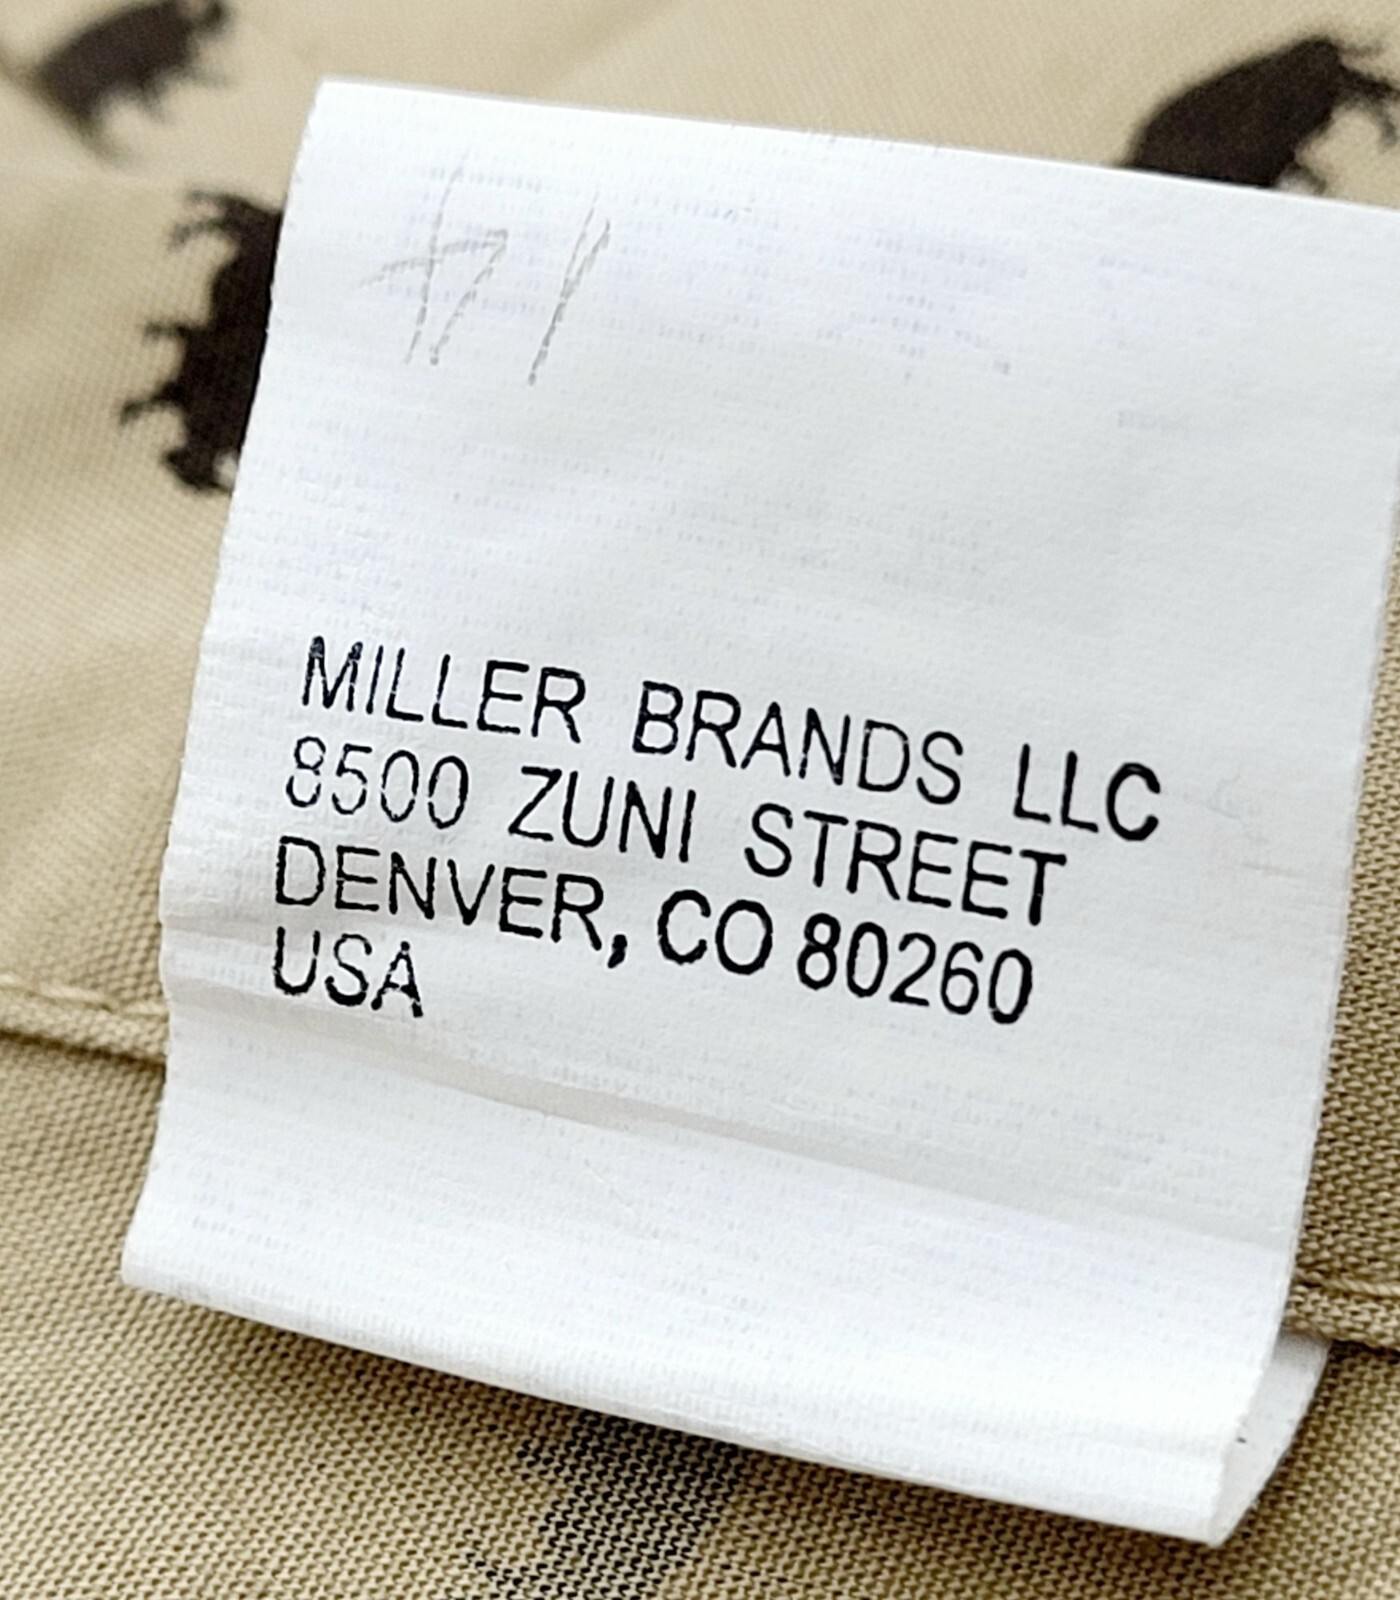 MILLER BRANDS LLC
8500 ZUNI STREET
DENVER, CO 80260
USA